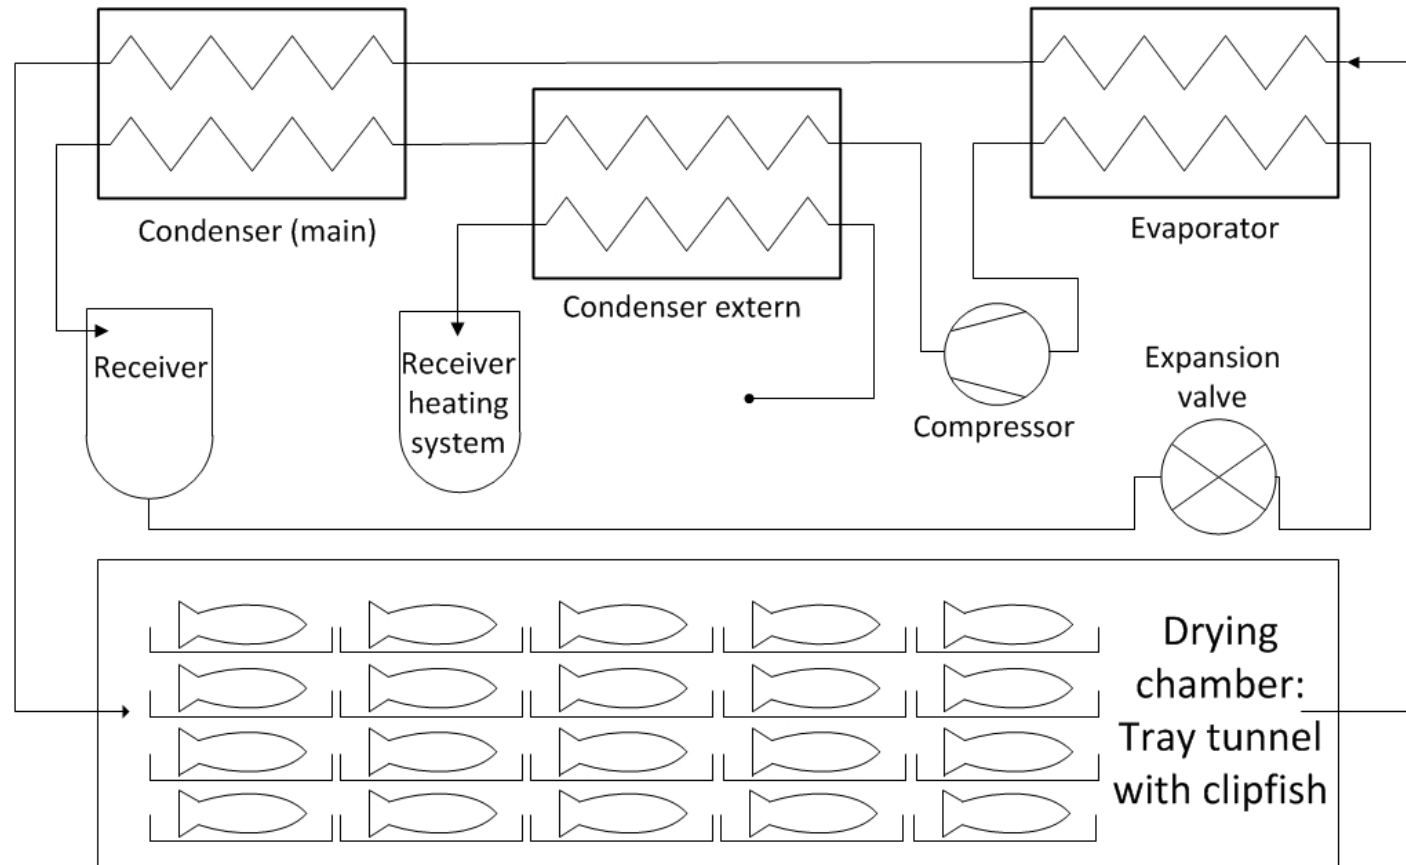 Condenser (main)
Evaporator
Condenser extern
Receiver
Receiver
heating
system
Compressor
Expansion
valve
Drying
chamber:
Tray tunnel
with clipfish